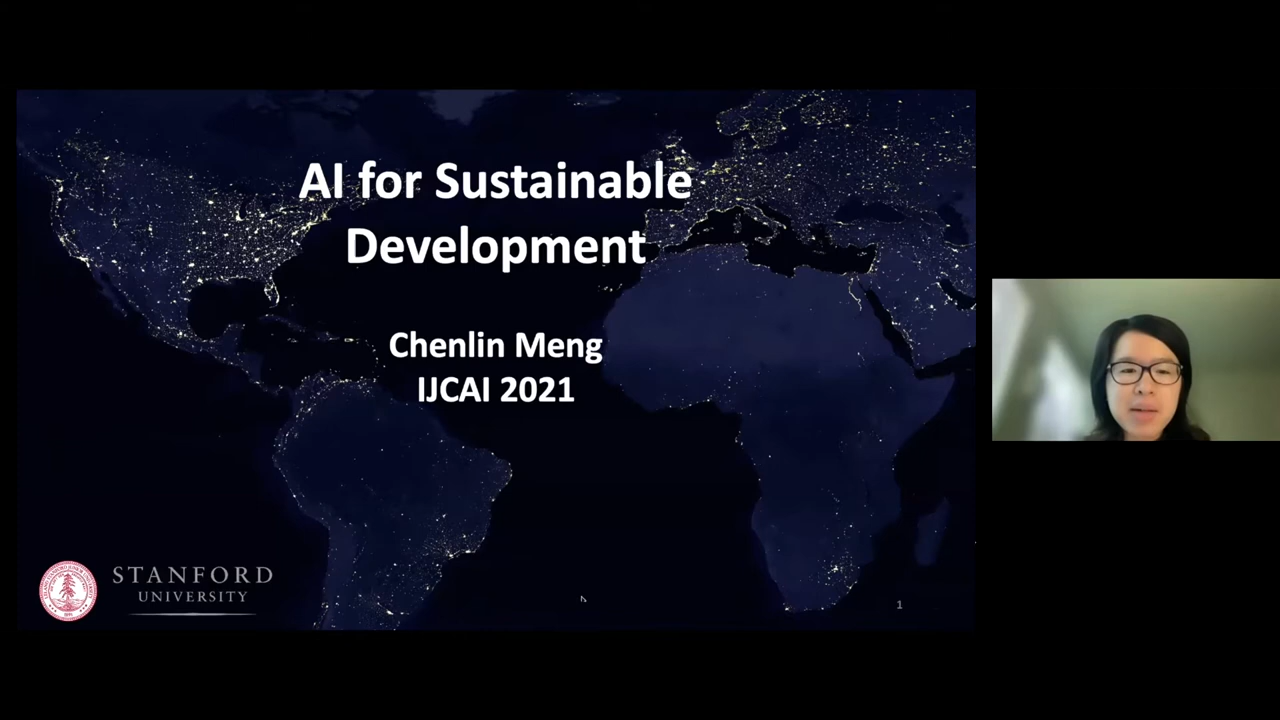 AI for Sustainable
Development
Chenlin Meng
IJCAI 2021
STANFORD
UNIVERSITY
1